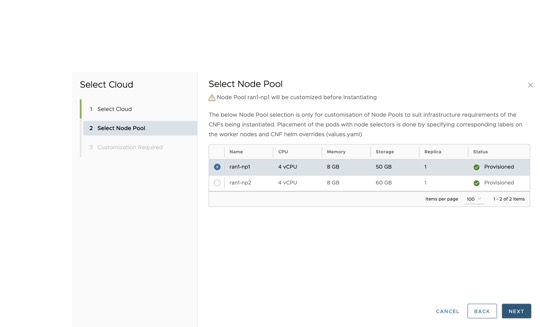 Select Cloud
1 Select Cloud
2 Select Node Pool
3 Customization Required
Select Node Pool
Node Pool ran1-np1 will be customized before instantiating
The below Node Pool selection is only for customisation of Node Pools to suit infrastructure requirements of the
CNFs being instantiated. Placement of the pods with node selectors is done by specifying corresponding labels on
the worker nodes and CNF helm overrides (values.yaml)
Name CPU Memory Storage Replica Status
ran1-np1 4 vCPU 8 GB 50 GB 1 Provisioned
ran1-np2 4 vCPU 8 GB 60 GB 1 Provisioned
Items per page 100 1 - 2 of 2 items
CANCEL BACK NEXT